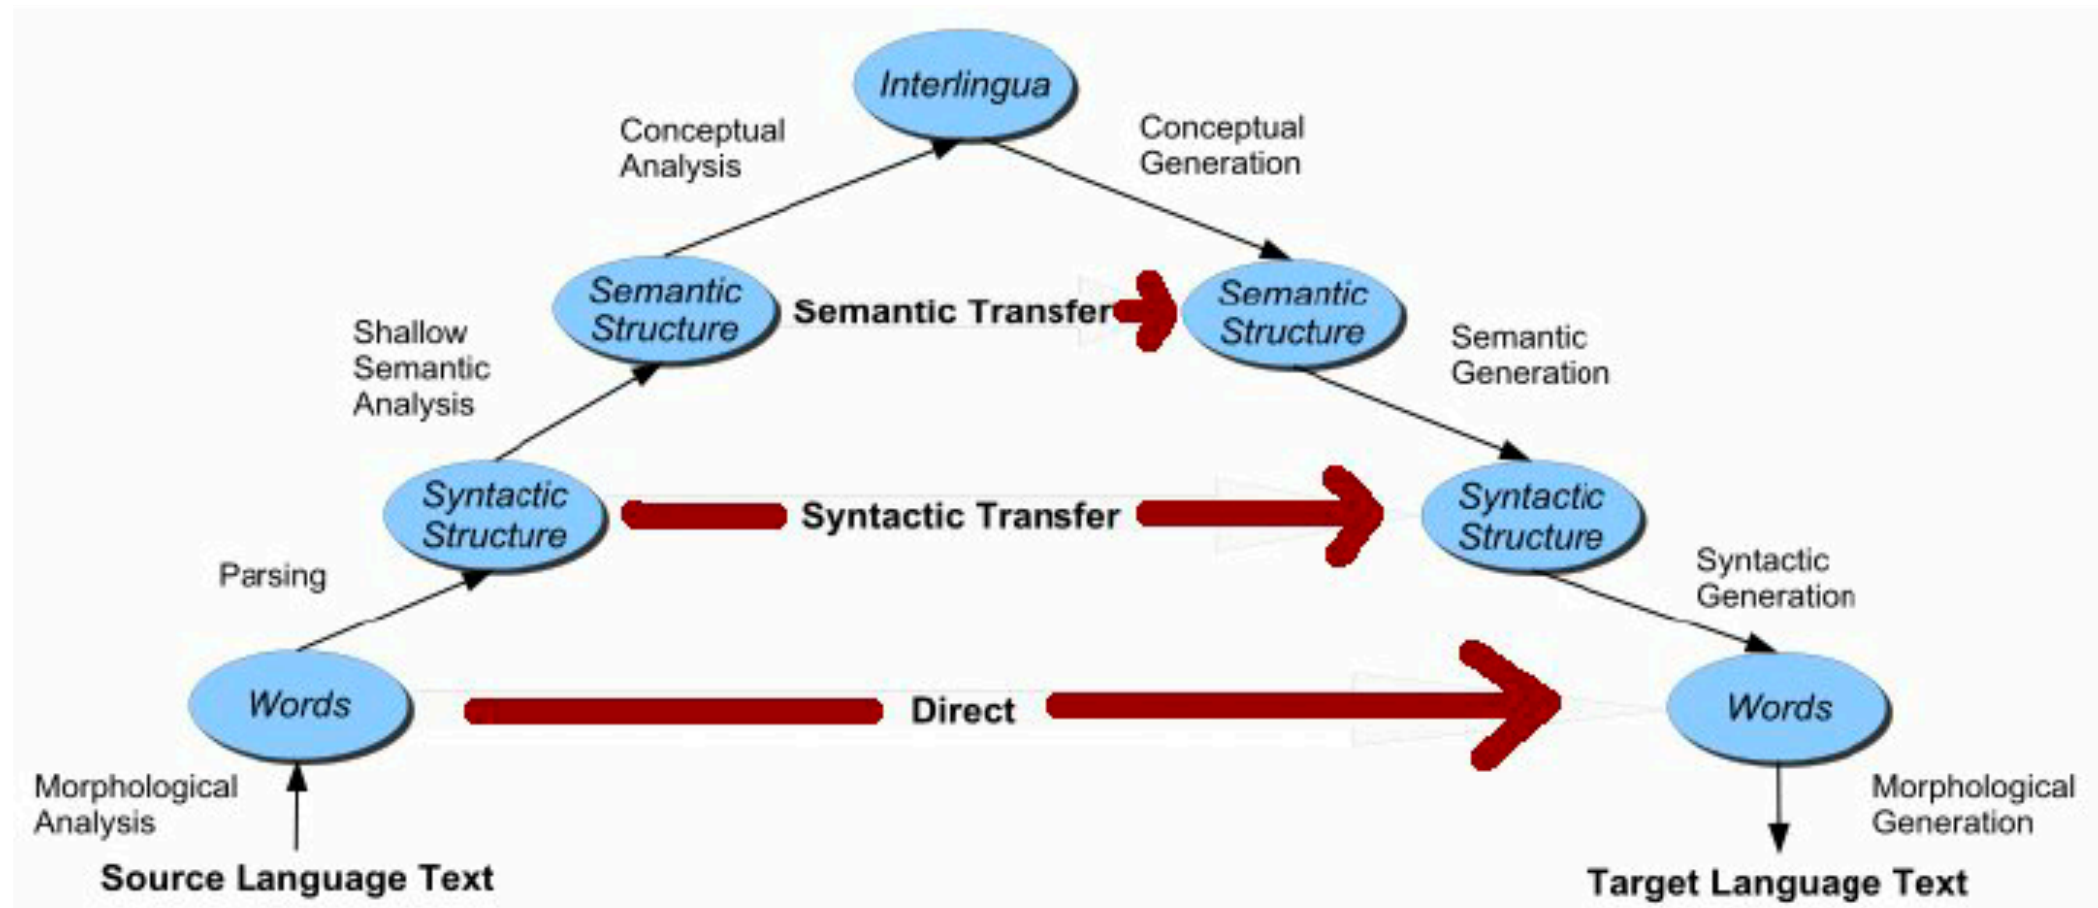 Interlingua
Conceptual
Analysis
Conceptual
Generation
Semantic
Structure
Semantic Transfer
Semantic
Structure
Shallow
Semantic
Analysis
Semantic
Generation
Syntactic
Structure
Syntactic Transfer
Syntactic
Structure
Parsing
Syntactic
Generation
Words
Direct
Words
Morphological
Analysis
Morphological
Generation
Source Language Text
Target Language Text